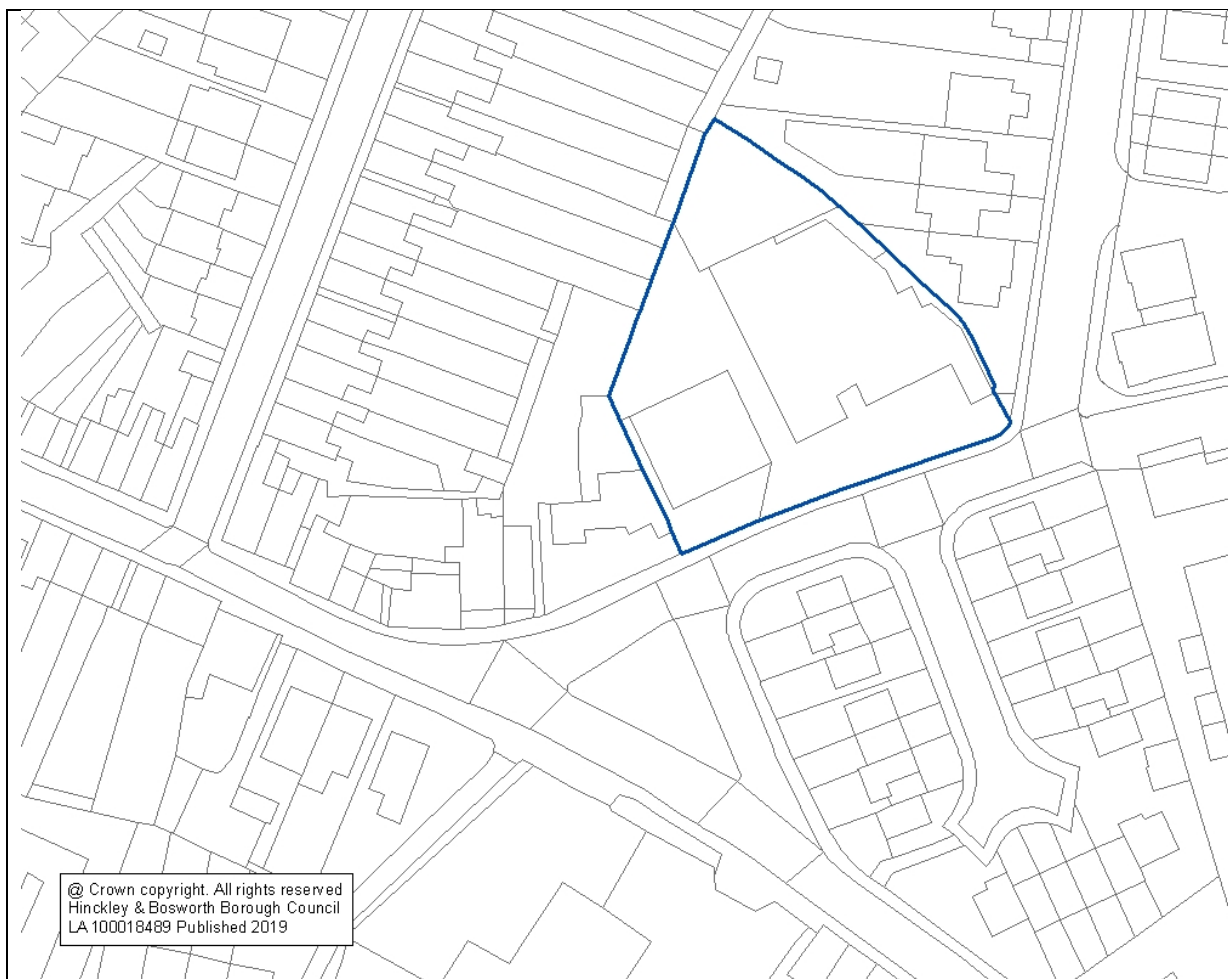 @ Crown copyright. All rights reserved
Hinckley & Bosworth Borough Council
LA 100018489 Published 2019